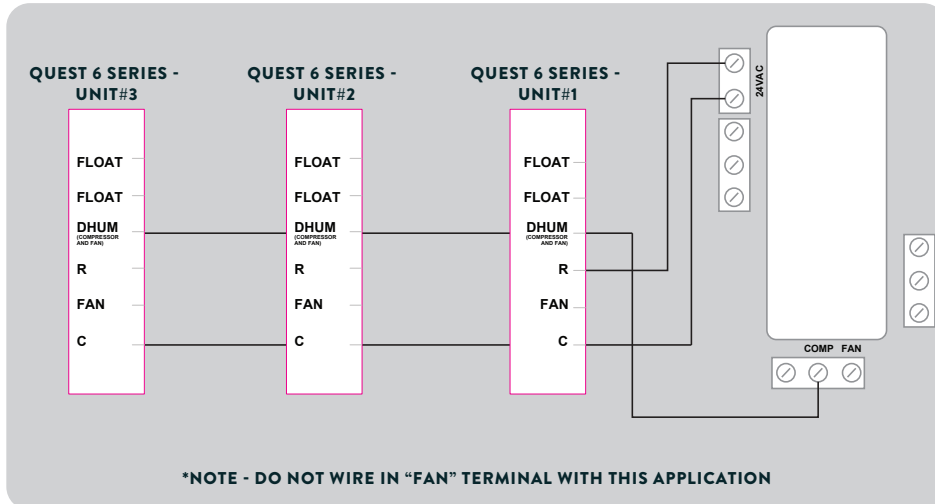 QUEST 6 SERIES -
UNIT#3
FLOAT
FLOAT
DHUM
(COMPRESSOR
AND FAN)
R
FAN
C
QUEST 6 SERIES -
UNIT#2
FLOAT
FLOAT
DHUM
(COMPRESSOR
AND FAN)
R
FAN
C
QUEST 6 SERIES -
UNIT#1
FLOAT
FLOAT
DHUM
(COMPRESSOR
AND FAN)
R
FAN
C
24VAC
COMP FAN
*NOTE - DO NOT WIRE IN “FAN” TERMINAL WITH THIS APPLICATION